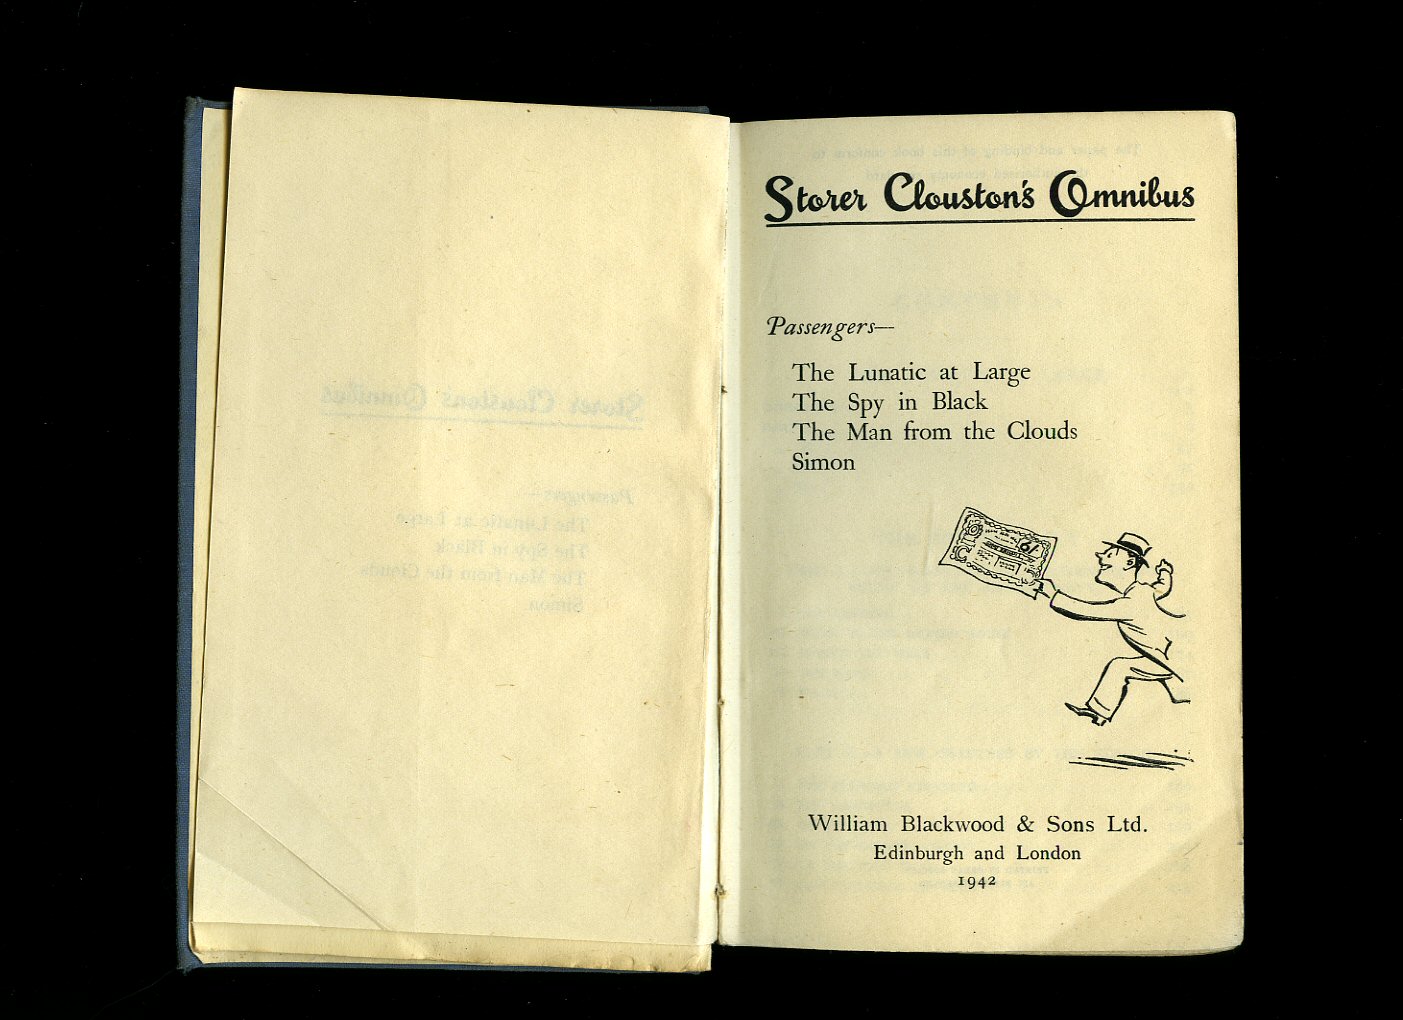 Storer Clouston's Omnibus
Passengers—
The Lunatic at Large
The Spy in Black
The Man from the Clouds
Simon
6/-
William Blackwood & Sons Ltd.
Edinburgh and London
1942